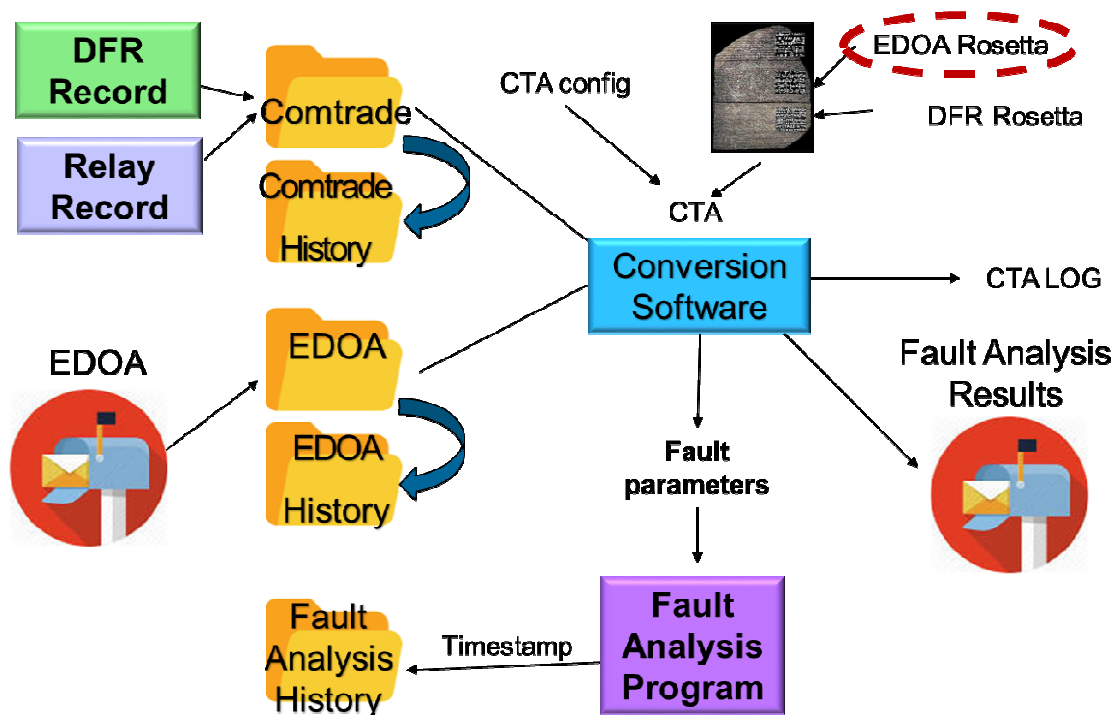 DFR
Record
Relay
Record
Comtrade
Comtrade
History
CTA config
EDOA Rosetta
DFR Rosetta
CTA
Conversion
Software
CTA LOG
EDOA
EDOA
EDOA
History
Fault Analysis
Results
Fault
parameters
Fault
Analysis
Program
Timestamp
Fault
Analysis
History